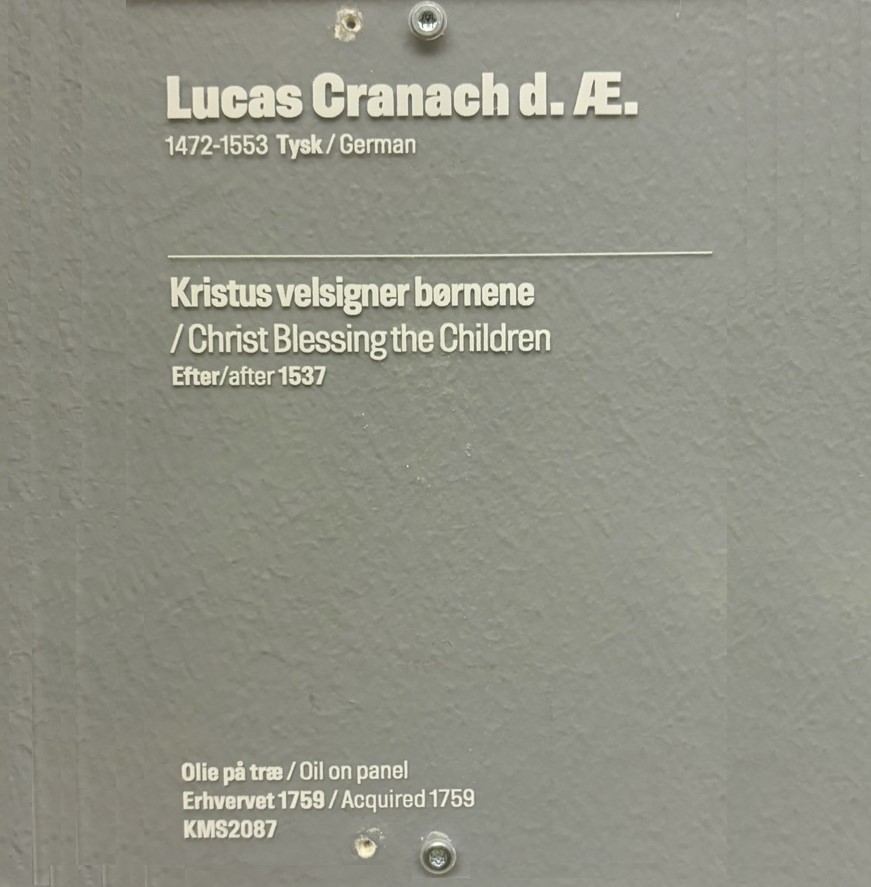 Lucas Cranach d. Æ.
1472-1553 Tysk / German
Kristus velsigner børnene
/ Christ Blessing the Children
Efter/after 1537
Olie på træ / Oil on panel
Erhvervet 1759 / Acquired 1759
KMS2087